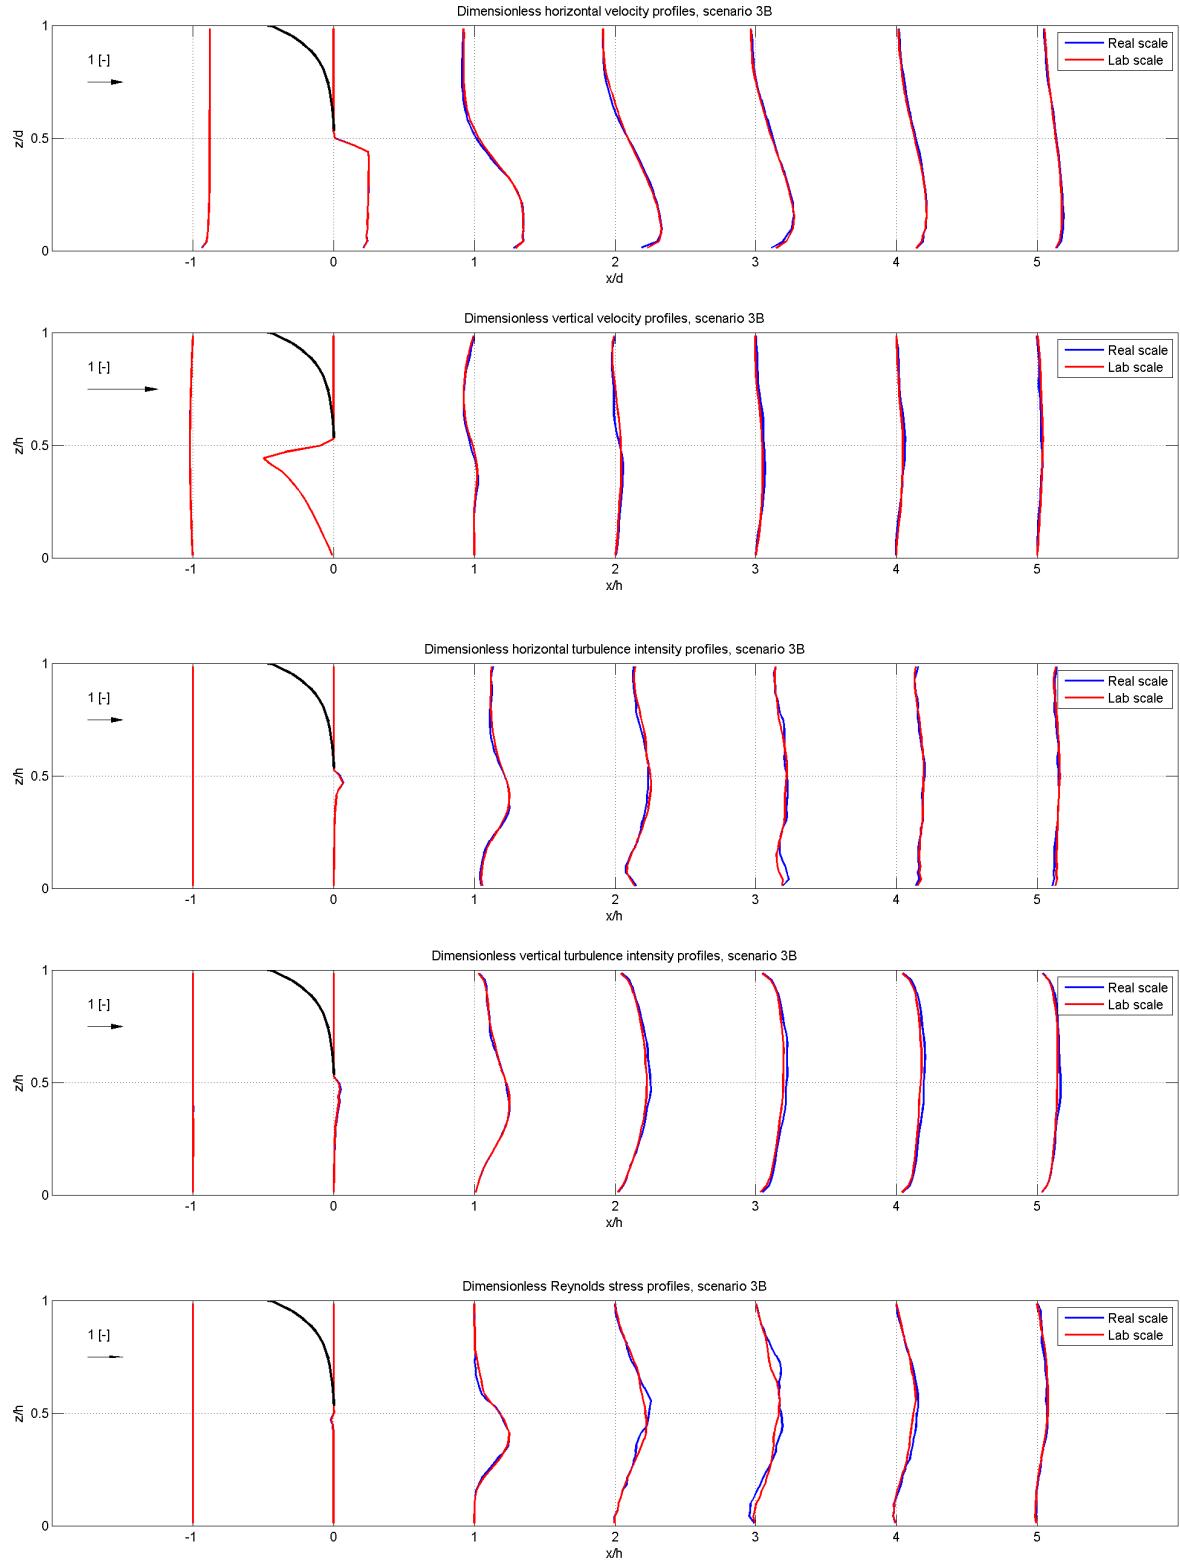 Dimensionless horizontal velocity profiles, scenario 3B
1
1 [-]
Real scale
Lab scale
z/d
0.5
0
-1 0 1 2 3 4 5
x/d
Dimensionless vertical velocity profiles, scenario 3B
1
1 [-]
Real scale
Lab scale
z/h
0.5
0
-1 0 1 2 3 4 5
x/h
Dimensionless horizontal turbulence intensity profiles, scenario 3B
1
1 [-]
Real scale
Lab scale
z/h
0.5
0
-1 0 1 2 3 4 5
x/h
Dimensionless vertical turbulence intensity profiles, scenario 3B
1
1 [-]
Real scale
Lab scale
z/h
0.5
0
-1 0 1 2 3 4 5
x/h
Dimensionless Reynolds stress profiles, scenario 3B
1
1 [-]
Real scale
Lab scale
z/h
0.5
0
-1 0 1 2 3 4 5
x/h